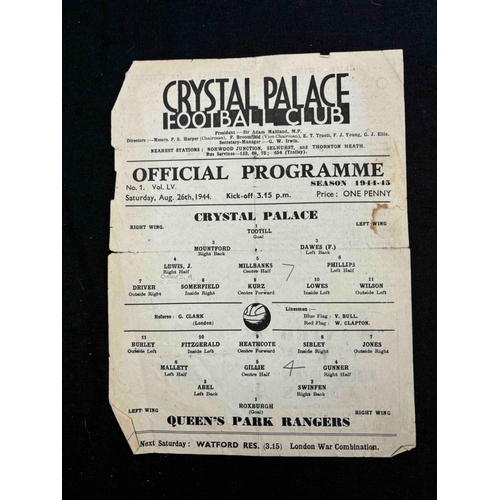 CRYSTAL PALACE
FOOTBALL CLUB
President—Sir Adam Maitland, M.P.
Directors:—Messrs. P. S. Harper (Chairman), F. Broomfield (Vice-Chairman), E. T. Truett, F. J. Young, G. J. Ellis.
Secretary-Manager—G. W. Irwin.
NEAREST STATIONS: NORWOOD JUNCTION, SELHURST, and THORNTON HEATH.
Bus Services—
654 (Trolley).
OFFICIAL PROGRAMME
No. 1. Vol. LV. SEASON 1944-45
Saturday, Aug. 26th, 1944. Kick-off 3.15 p.m. Price: ONE PENNY
CRYSTAL PALACE
RIGHT WING. 1 LEFT WING.
TOOTILL
Goal
2 3
MOUNTFORD DAWES (F.)
Right Back Left Back
4 5 6
LEWIS, J. MILLBANKS 7 PHILLIPS
Right Half Centre Half Left Half
7 8 9 10 11
DRIVER SOMERFIELD KURZ LOWES WILSON
Outside Right Inside Right Centre Forward Inside Left Outside Left
Referee: G. CLARK
(London)
Linesmen:—
Blue Flag: V. BULL.
Red Flag: W. CLAPTON.
11 10 9 8 7
BURLEY FITZGERALD HEATHCOTE SIBLEY JONES
Outside Left Inside Left Centre Forward Inside Right Outside Right
6 5 4
MALLETT GILLIE 4 GUNNER
Left Half Centre Half Right Half
3 2
ABEL SWINFEN
Left Back Right Back
1
ROXBURGH
(Goal)
LEFT WING RIGHT WING
QUEEN'S PARK RANGERS
Next Saturday: WATFORD RES. (3.15) London War Combination.